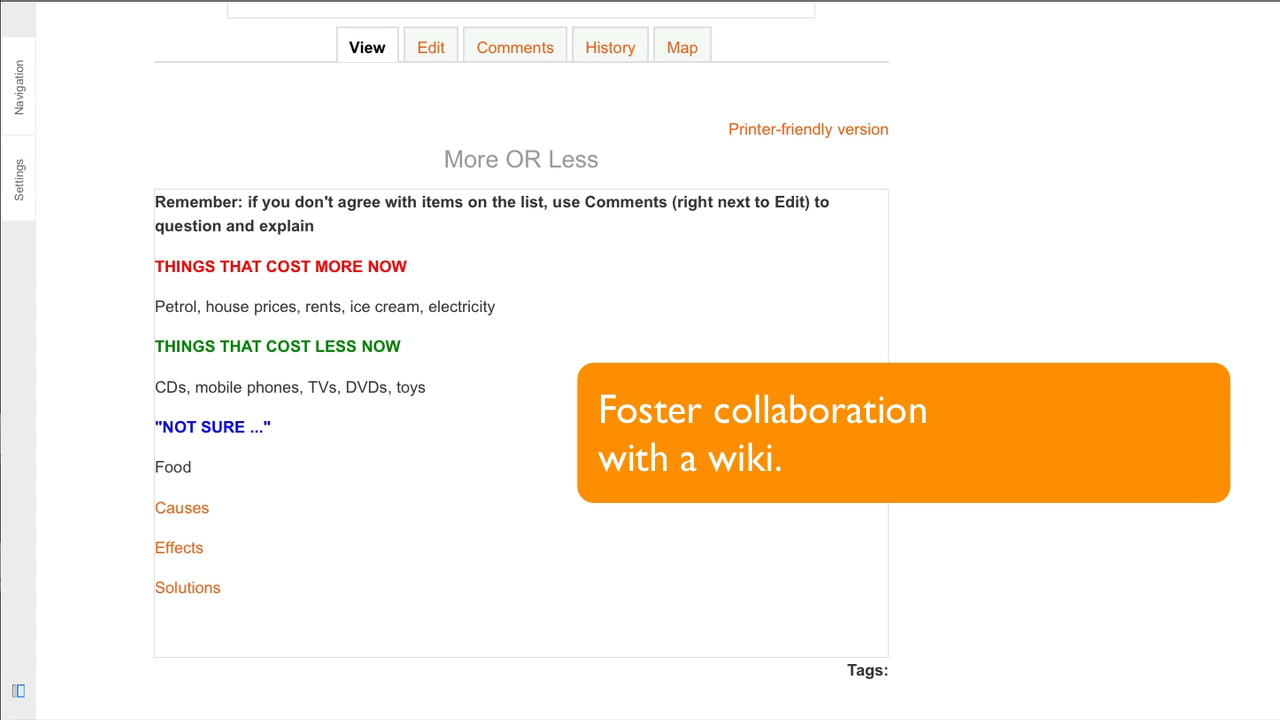 View
Edit
Comments
History
Map
Navigation
Settings
Printer-friendly version
More OR Less
Remember: if you don't agree with items on the list, use Comments (right next to Edit) to
question and explain
THINGS THAT COST MORE NOW
Petrol, house prices, rents, ice cream, electricity
THINGS THAT COST LESS NOW
CDs, mobile phones, TVs, DVDs, toys
"NOT SURE ..."
Food
Causes
Effects
Solutions
Foster collaboration
with a wiki.
Tags: